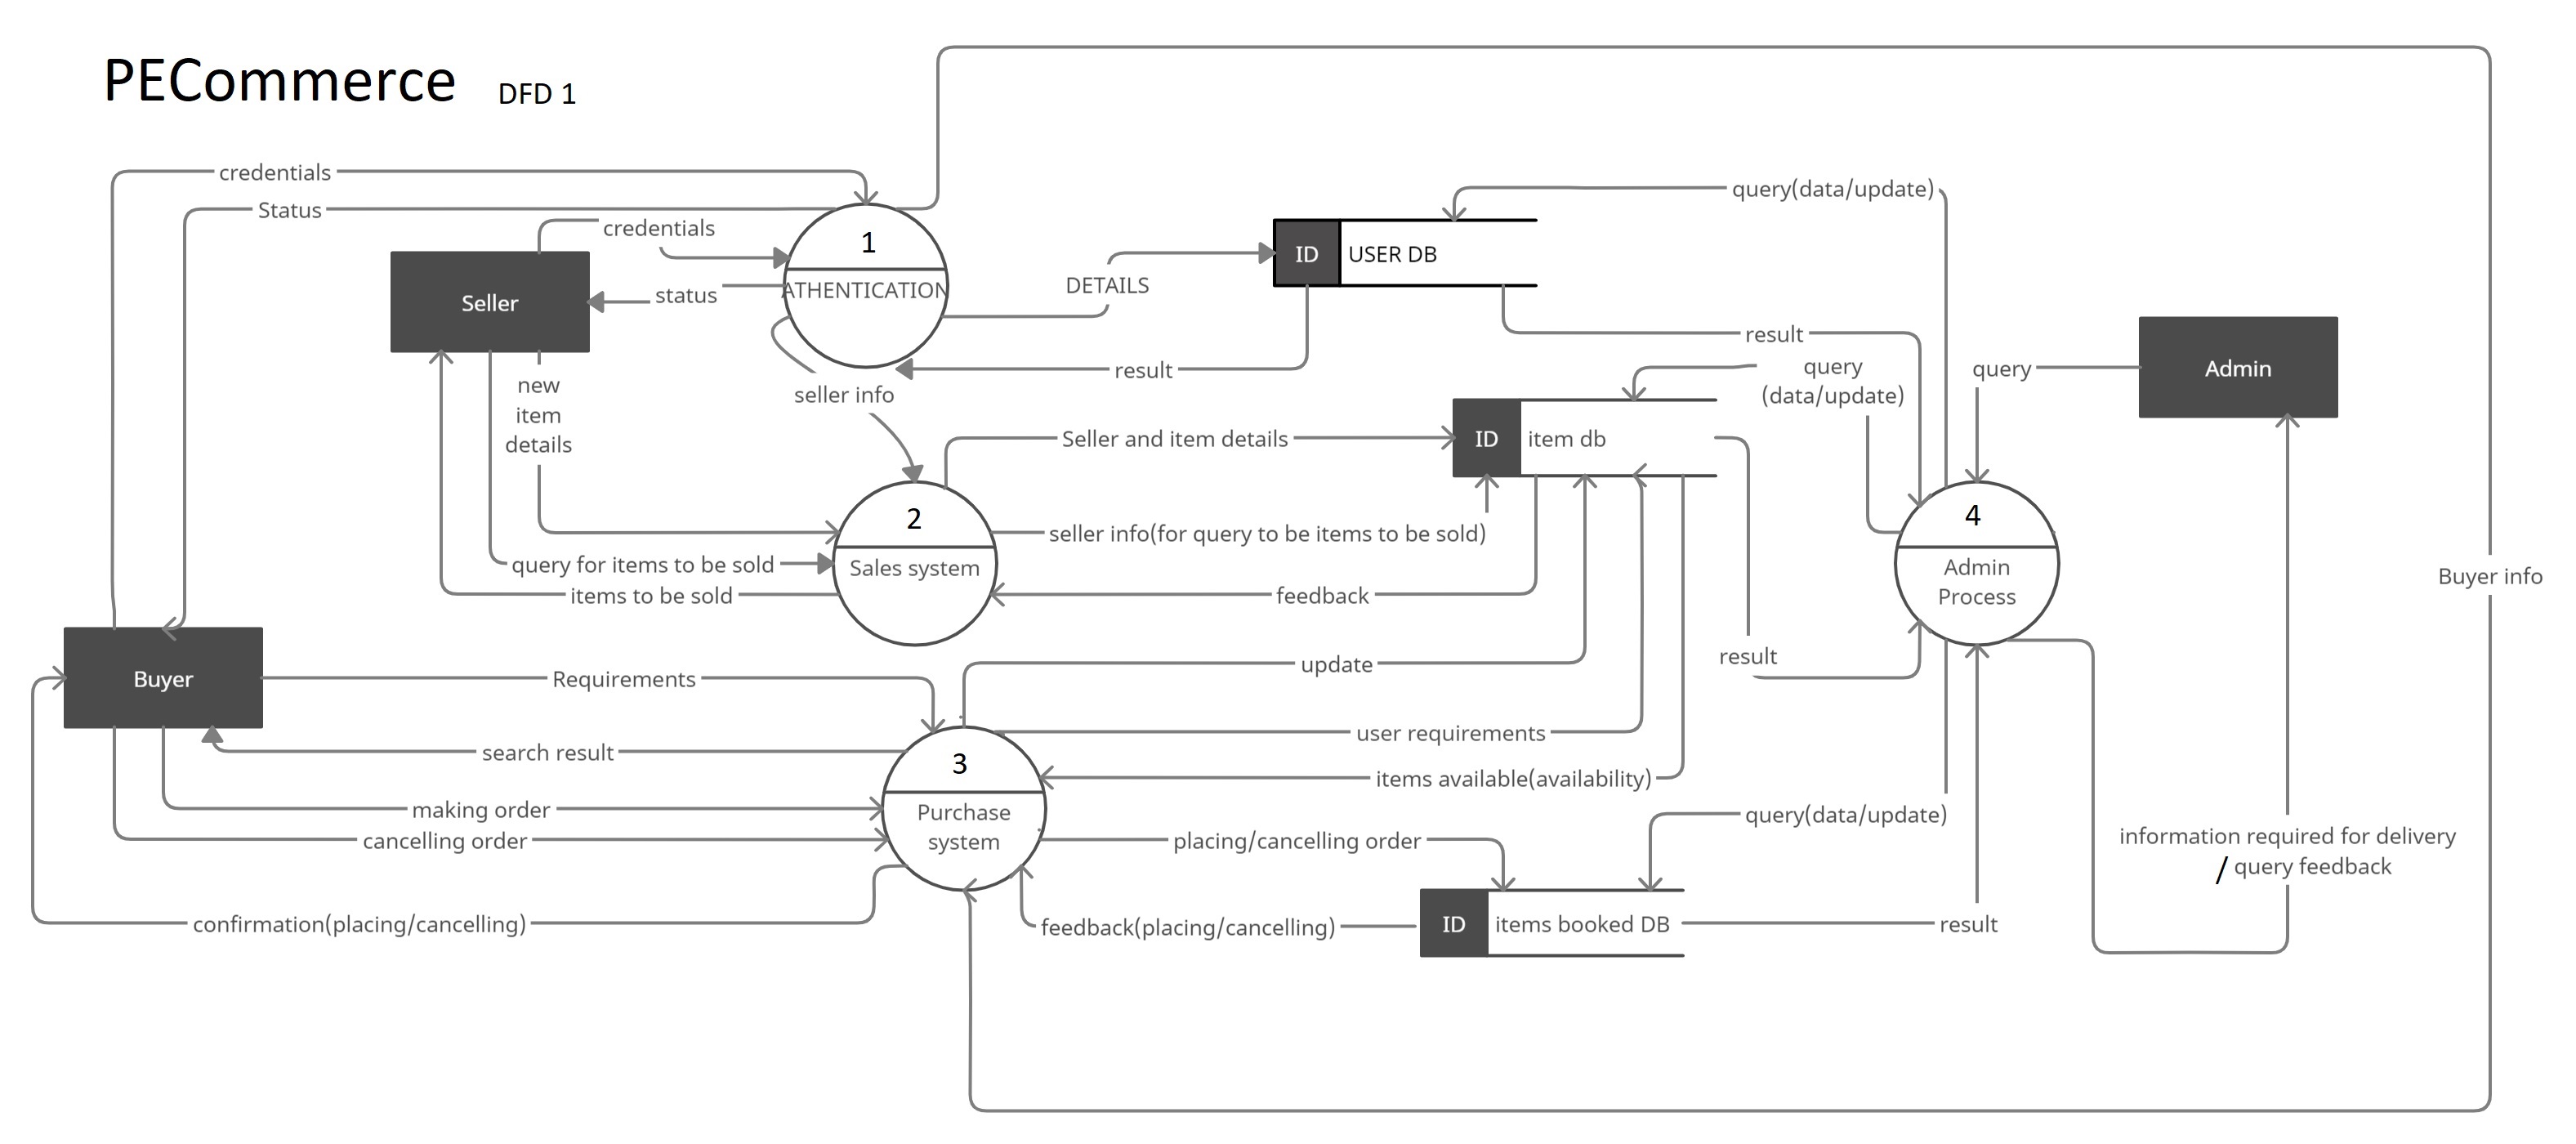 PECommerce DFD 1
credentials
Status
credentials
query(data/update)
1
ATHENTICATION
ID USER DB
DETAILS
Seller
status
result
Admin
query
result
query
(data/update)
seller info
new
item
details
Seller and item details
ID item db
2
Sales system
seller info(for query to be items to be sold)
4
Admin
Process
query for items to be sold
items to be sold
feedback
Buyer info
Buyer
Requirements
update
result
search result
user requirements
3
Purchase
system
items available(availability)
making order
cancelling order
placing/cancelling order
query(data/update)
information required for delivery
/ query feedback
confirmation(placing/cancelling)
feedback(placing/cancelling)
ID items booked DB
result